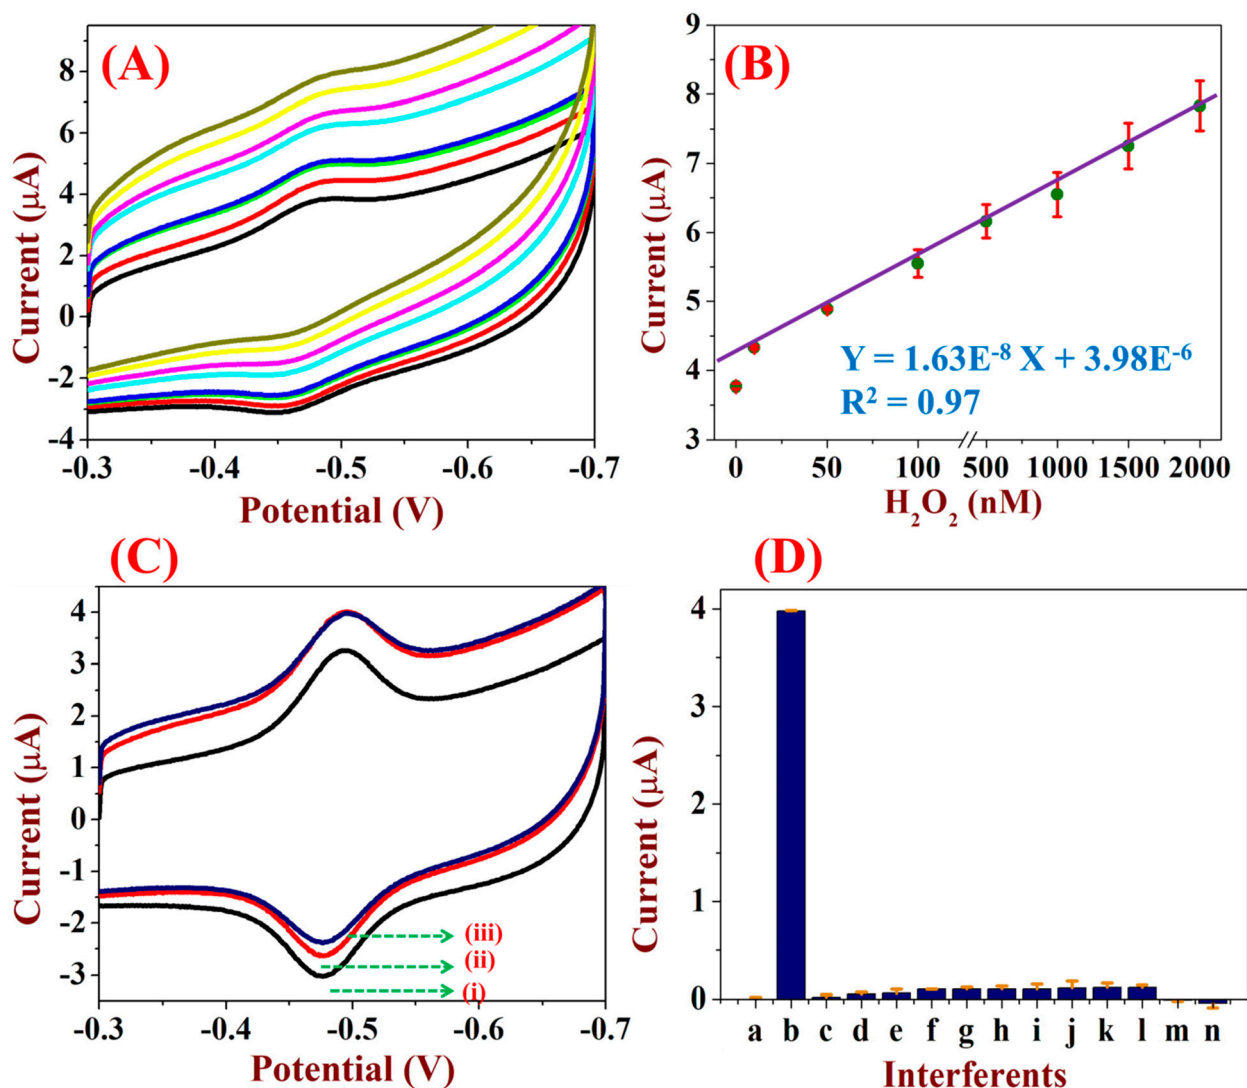 (A)
8
6
4
2
0
-2
-4
-0.3 -0.4 -0.5 -0.6 -0.7
Current (μA)
Potential (V)
(B)
9
8
7
6
5
4
3
0 50 100 500 1000 1500 2000
Current (μA)
H₂O₂ (nM)
Y = 1.63E⁻⁸ X + 3.98E⁻⁶
R² = 0.97
(C)
4
3
2
1
0
-1
-2
-3
-0.3 -0.4 -0.5 -0.6 -0.7
Current (μA)
Potential (V)
(iii)
(ii)
(i)
(D)
4
3
2
1
0
a b c d e f g h i j k l m n
Current (μA)
Interferents